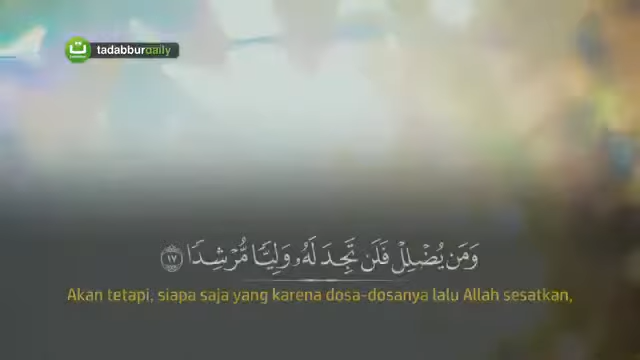 tadabburdaily
وَمَن يُضْلِلْ فَلَن تَجِدَ لَهُۥ وَلِيًّا مُّرْشِدًا ١٧
Akan tetapi, siapa saja yang karena dosa-dosanya lalu Allah sesatkan,